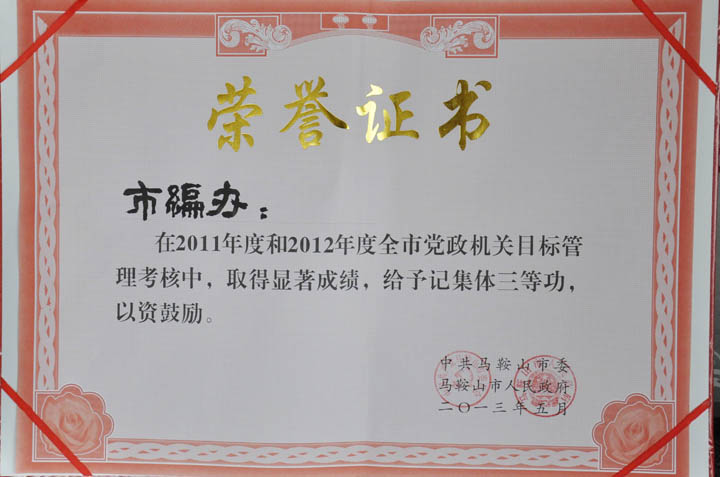 荣誉证书
市编办：
在2011年度和2012年度全市党政机关目标管
理考核中，取得显著成绩，给予记集体三等功，
以资鼓励。
中共马鞍山市委
马鞍山市人民政府
二〇一三年五月